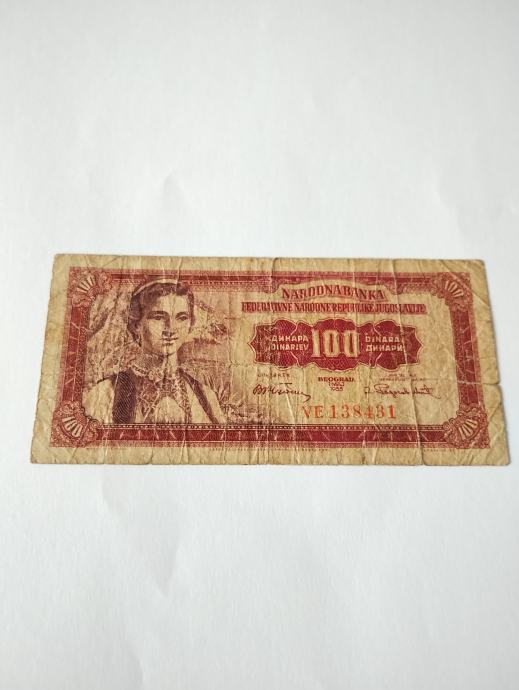 NARODNA BANKA
FEDERATIVNE NARODNE REPUBLIKE JUGOSLAVIJE
ДИНАРА 100 DINARA
DINARJEV ДИНАРИ
BEOGRAD
1955
VE 138431